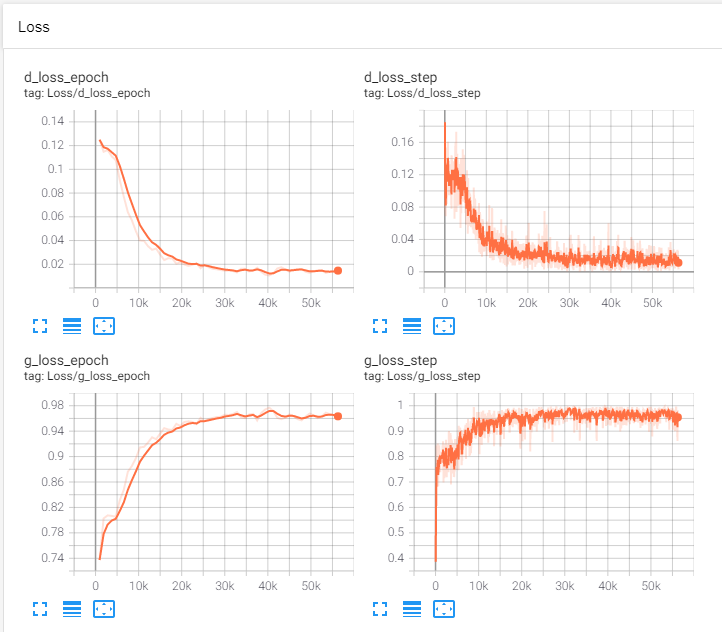 Loss
d_loss_epoch
tag: Loss/d_loss_epoch
0.14
0.12
0.1
0.08
0.06
0.04
0.02
0 10k 20k 30k 40k 50k
d_loss_step
tag: Loss/d_loss_step
0.16
0.12
0.08
0.04
0
0 10k 20k 30k 40k 50k
g_loss_epoch
tag: Loss/g_loss_epoch
0.98
0.94
0.9
0.86
0.82
0.78
0.74
0 10k 20k 30k 40k 50k
g_loss_step
tag: Loss/g_loss_step
1
0.9
0.8
0.7
0.6
0.5
0.4
0 10k 20k 30k 40k 50k